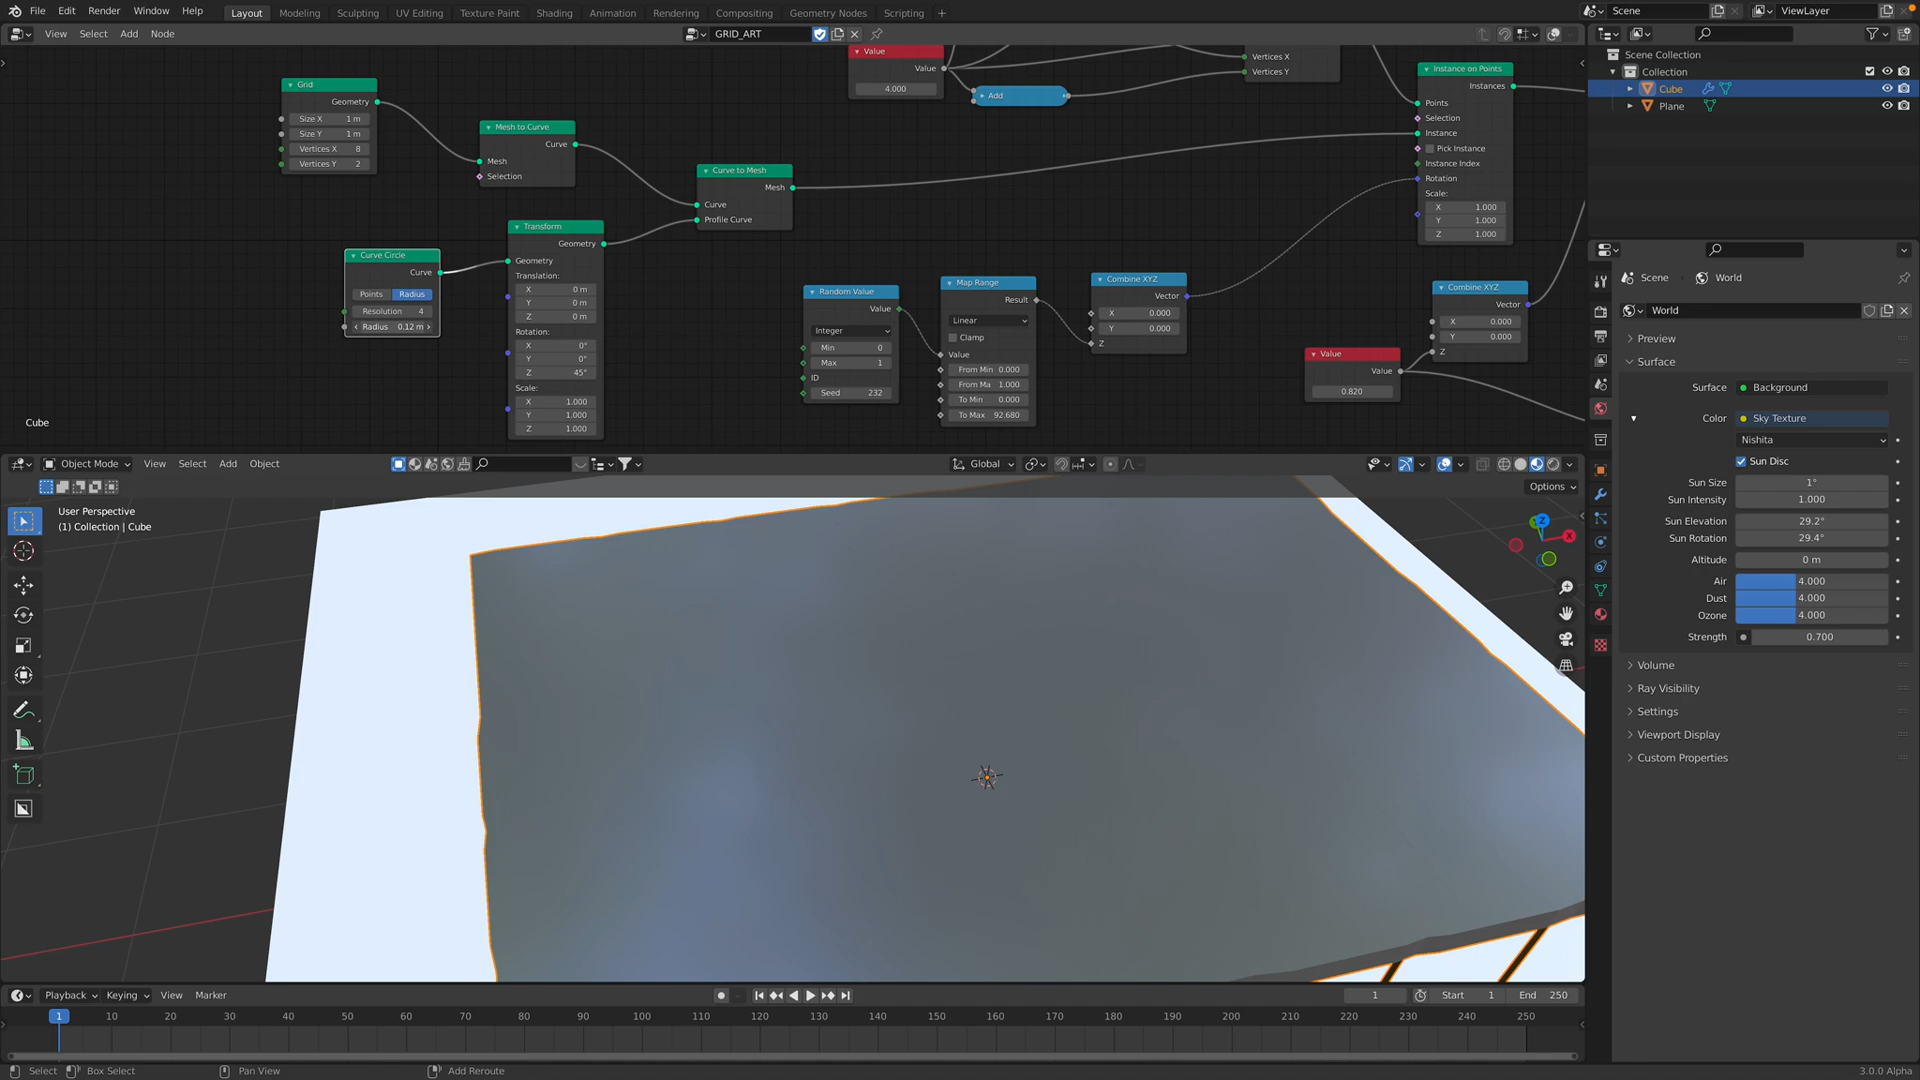 File Edit Render Window Help Layout Modeling Sculpting UV Editing Texture Paint Shading Animation Rendering Compositing Geometry Nodes Scripting + Scene ViewLayer
View Select Add Node GRID_ART
Value
Value
4.000
Add
Vertices X
Vertices Y
Grid
Geometry
Size X 1 m
Size Y 1 m
Vertices X 8
Vertices Y 2
Mesh to Curve
Curve
Mesh
Selection
Curve to Mesh
Mesh
Curve
Profile Curve
Instance on Points
Instances
Points
Selection
Instance
Pick Instance
Instance Index
Rotation
Scale:
X 1.000
Y 1.000
Z 1.000
Curve Circle
Curve
Points Radius
Resolution 4
Radius 0.12 m
Transform
Geometry
Geometry
Translation:
X 0 m
Y 0 m
Z 0 m
Rotation:
X 0°
Y 0°
Z 45°
Scale:
X 1.000
Y 1.000
Z 1.000
Random Value
Value
Integer
Min 0
Max 1
ID
Seed 232
Map Range
Result
Linear
Clamp
Value
From Min 0.000
From Ma 1.000
To Min 0.000
To Max 92.680
Combine XYZ
Vector
X 0.000
Y 0.000
Z
Value
Value
0.820
Combine XYZ
Vector
X 0.000
Y 0.000
Z
Cube
Scene Collection
Collection
Cube
Plane
Scene World
World
Preview
Surface
Surface Background
Color Sky Texture
Nishita
Sun Disc
Sun Size 1°
Sun Intensity 1.000
Sun Elevation 29.2°
Sun Rotation 29.4°
Altitude 0 m
Air 4.000
Dust 4.000
Ozone 4.000
Strength 0.700
Volume
Ray Visibility
Settings
Viewport Display
Custom Properties
Object Mode View Select Add Object Global
Options
User Perspective
(1) Collection | Cube
Z
X
Playback Keying View Marker 1 Start 1 End 250
1 10 20 30 40 50 60 70 80 90 100 110 120 130 140 150 160 170 180 190 200 210 220 230 240 250
Select Box Select Pan View Add Reroute 3.0.0 Alpha